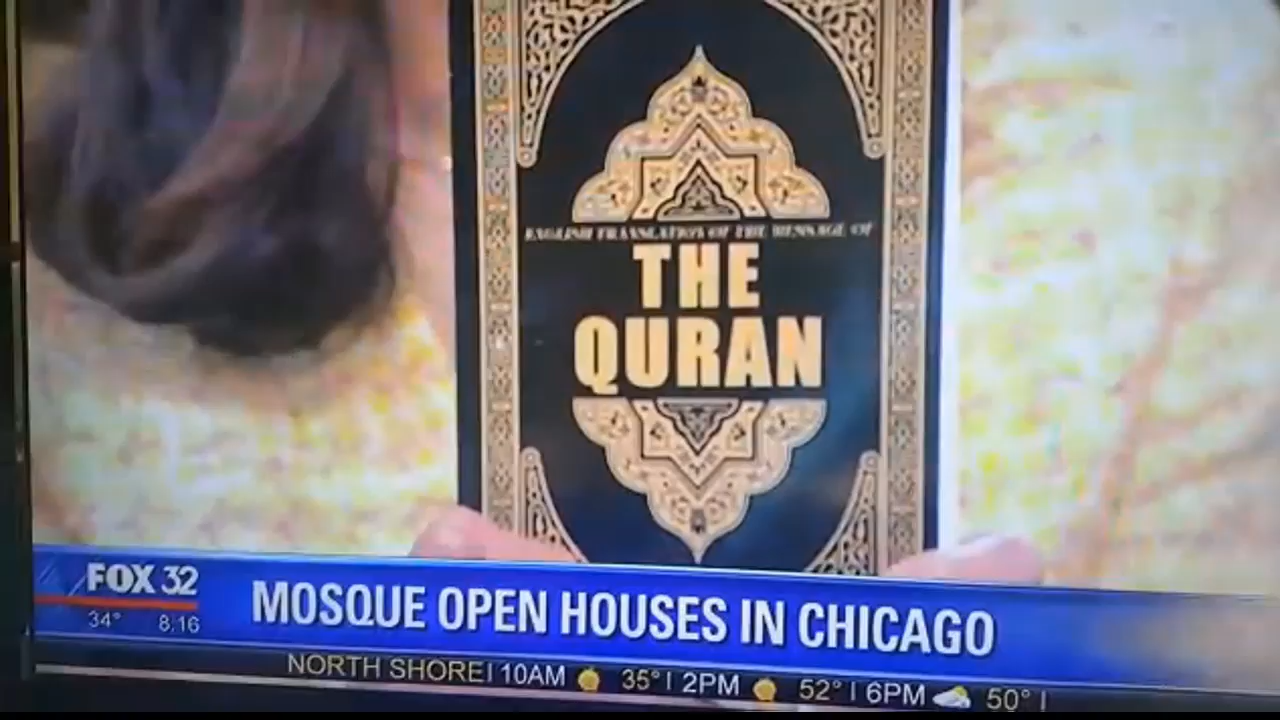 ENGLISH TRANSLATION OF THE MESSAGE OF
THE
QURAN
FOX 32
34° 8:16
MOSQUE OPEN HOUSES IN CHICAGO
NORTH SHORE | 10AM 35° | 2PM 52° | 6PM 50° |